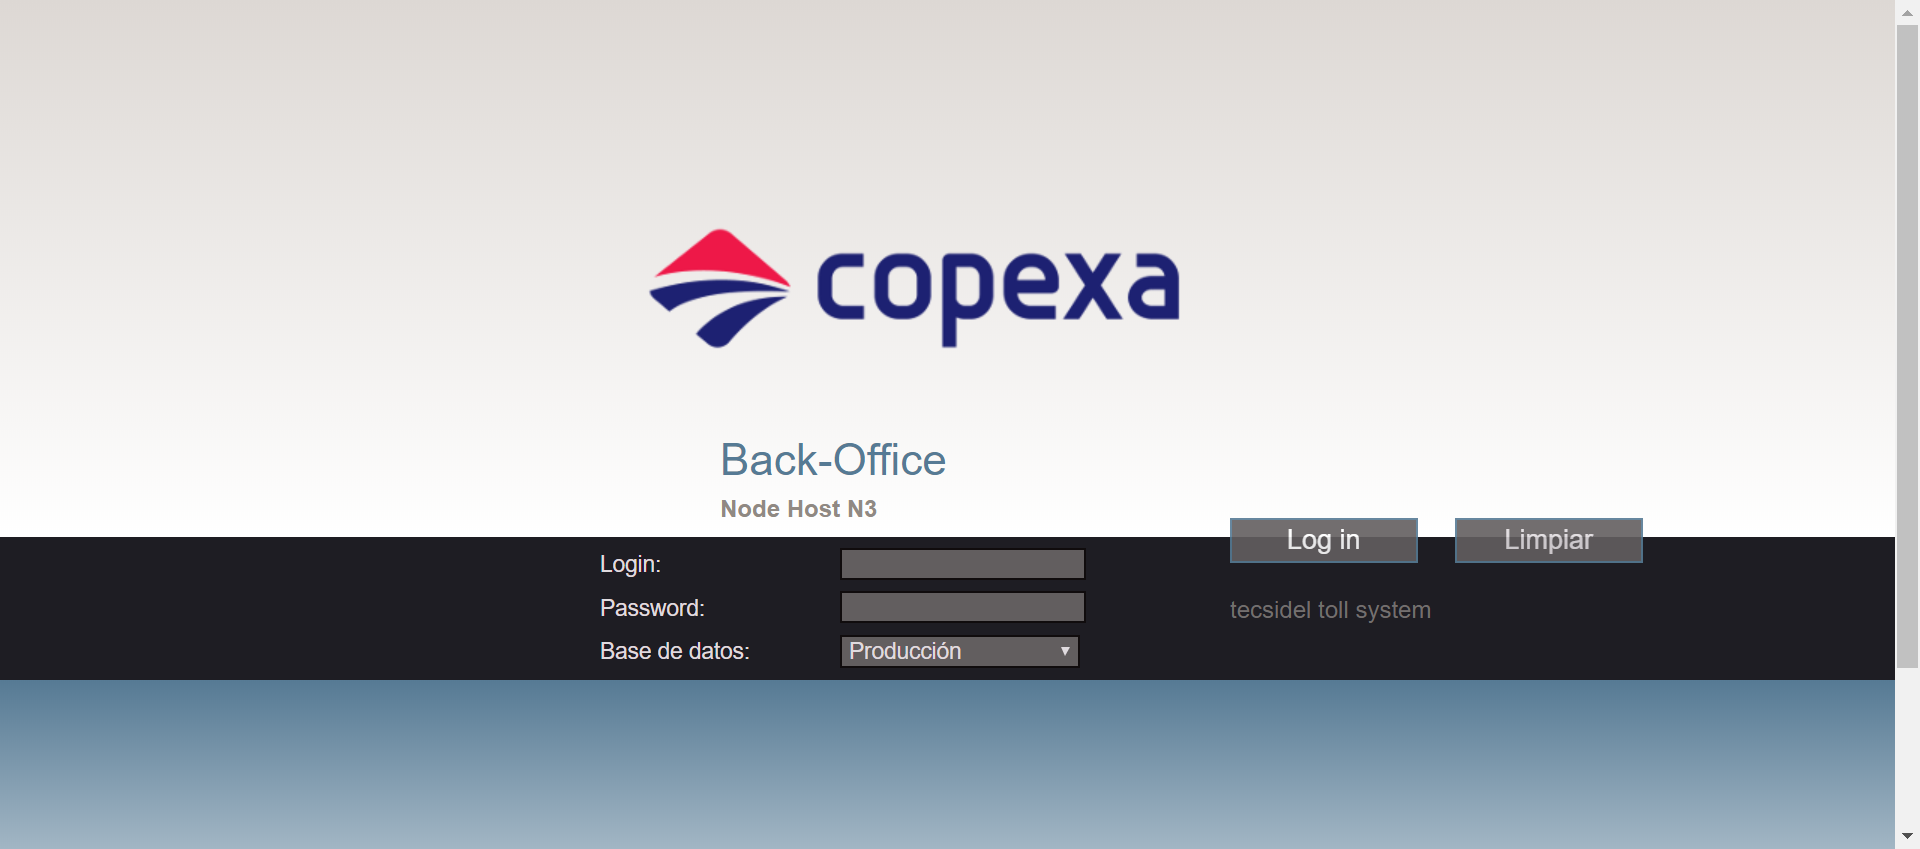 copexa
Back-Office
Node Host N3
Log in
Limpiar
Login:
Password:
tecsidel toll system
Base de datos:
Producción